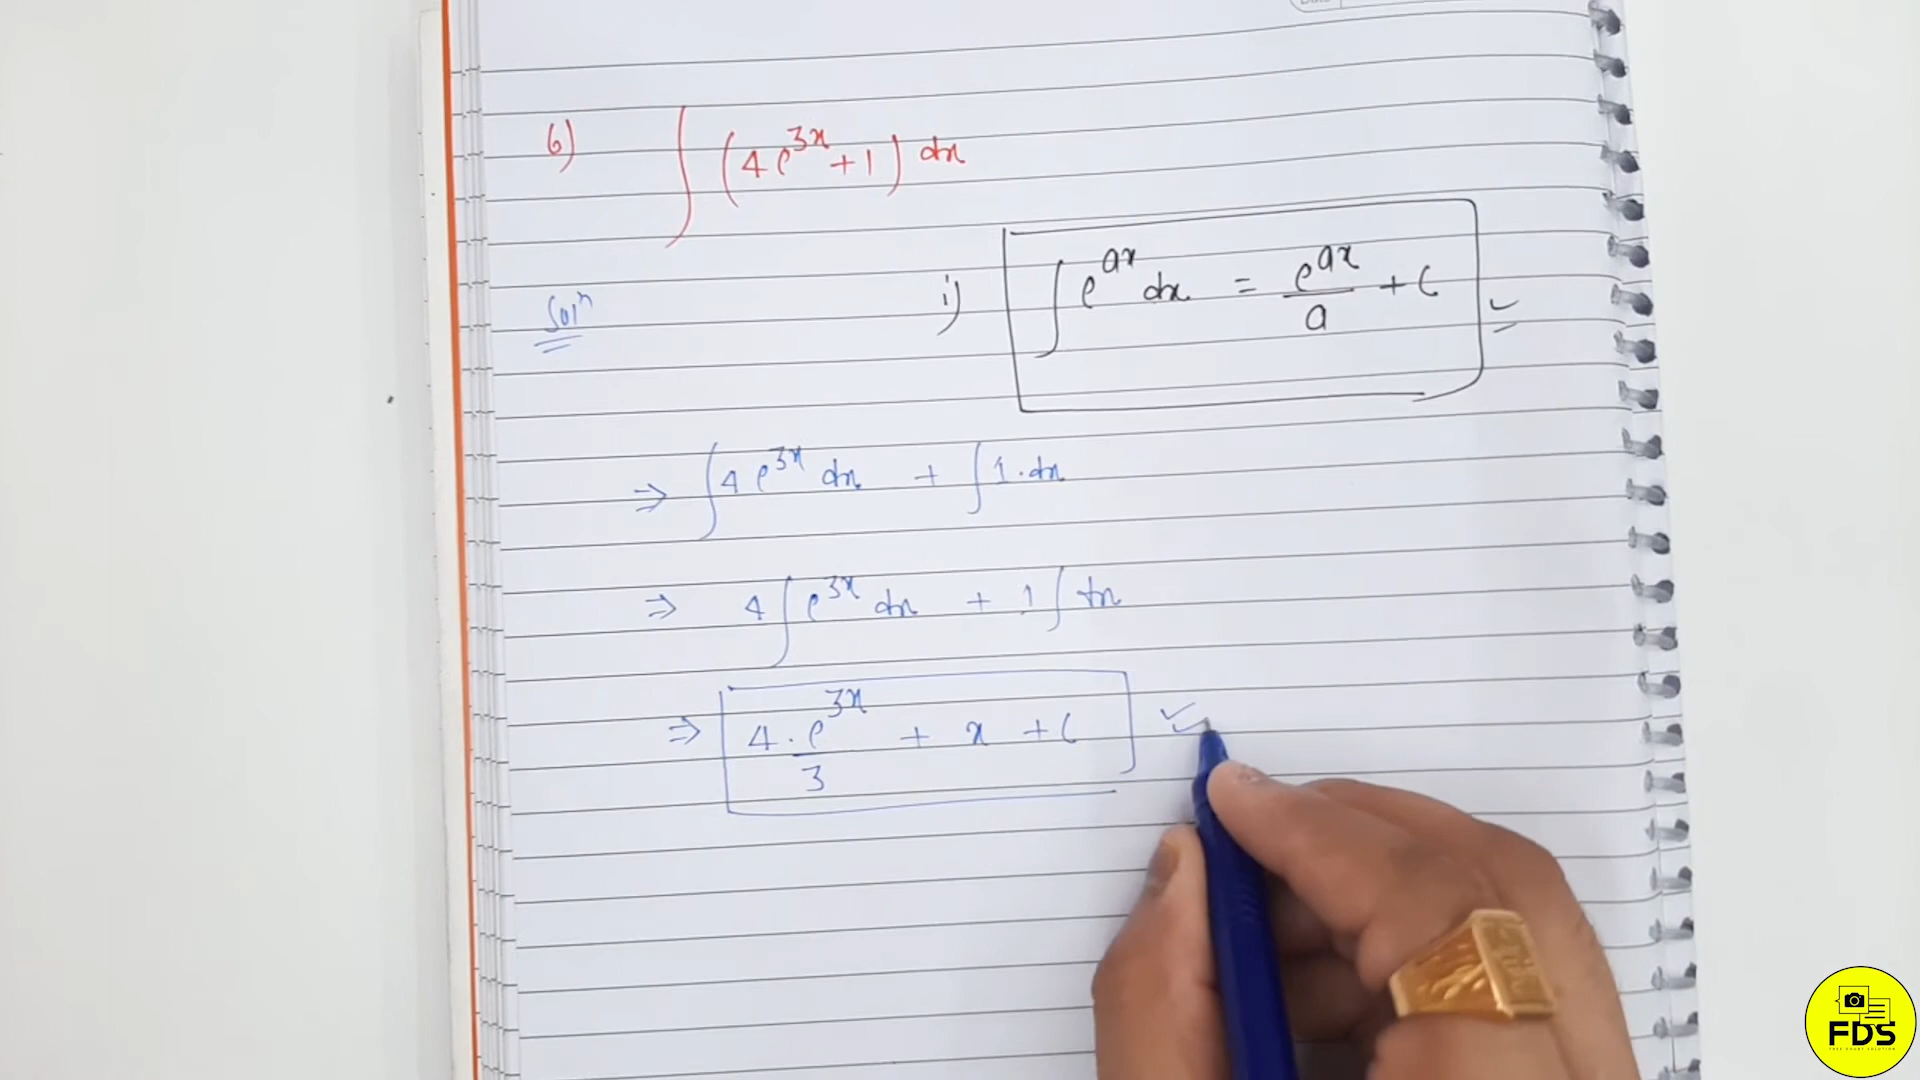 6) ∫ (4e^{3x} + 1) dx
Solⁿ
i) ∫ e^{ax} dx = e^{ax}/a + C
⇒ ∫ 4e^{3x} dx + ∫ 1 . dx
⇒ 4 ∫ e^{3x} dx + 1 ∫ dx
⇒ 4 . e^{3x}/3 + x + C
FDS